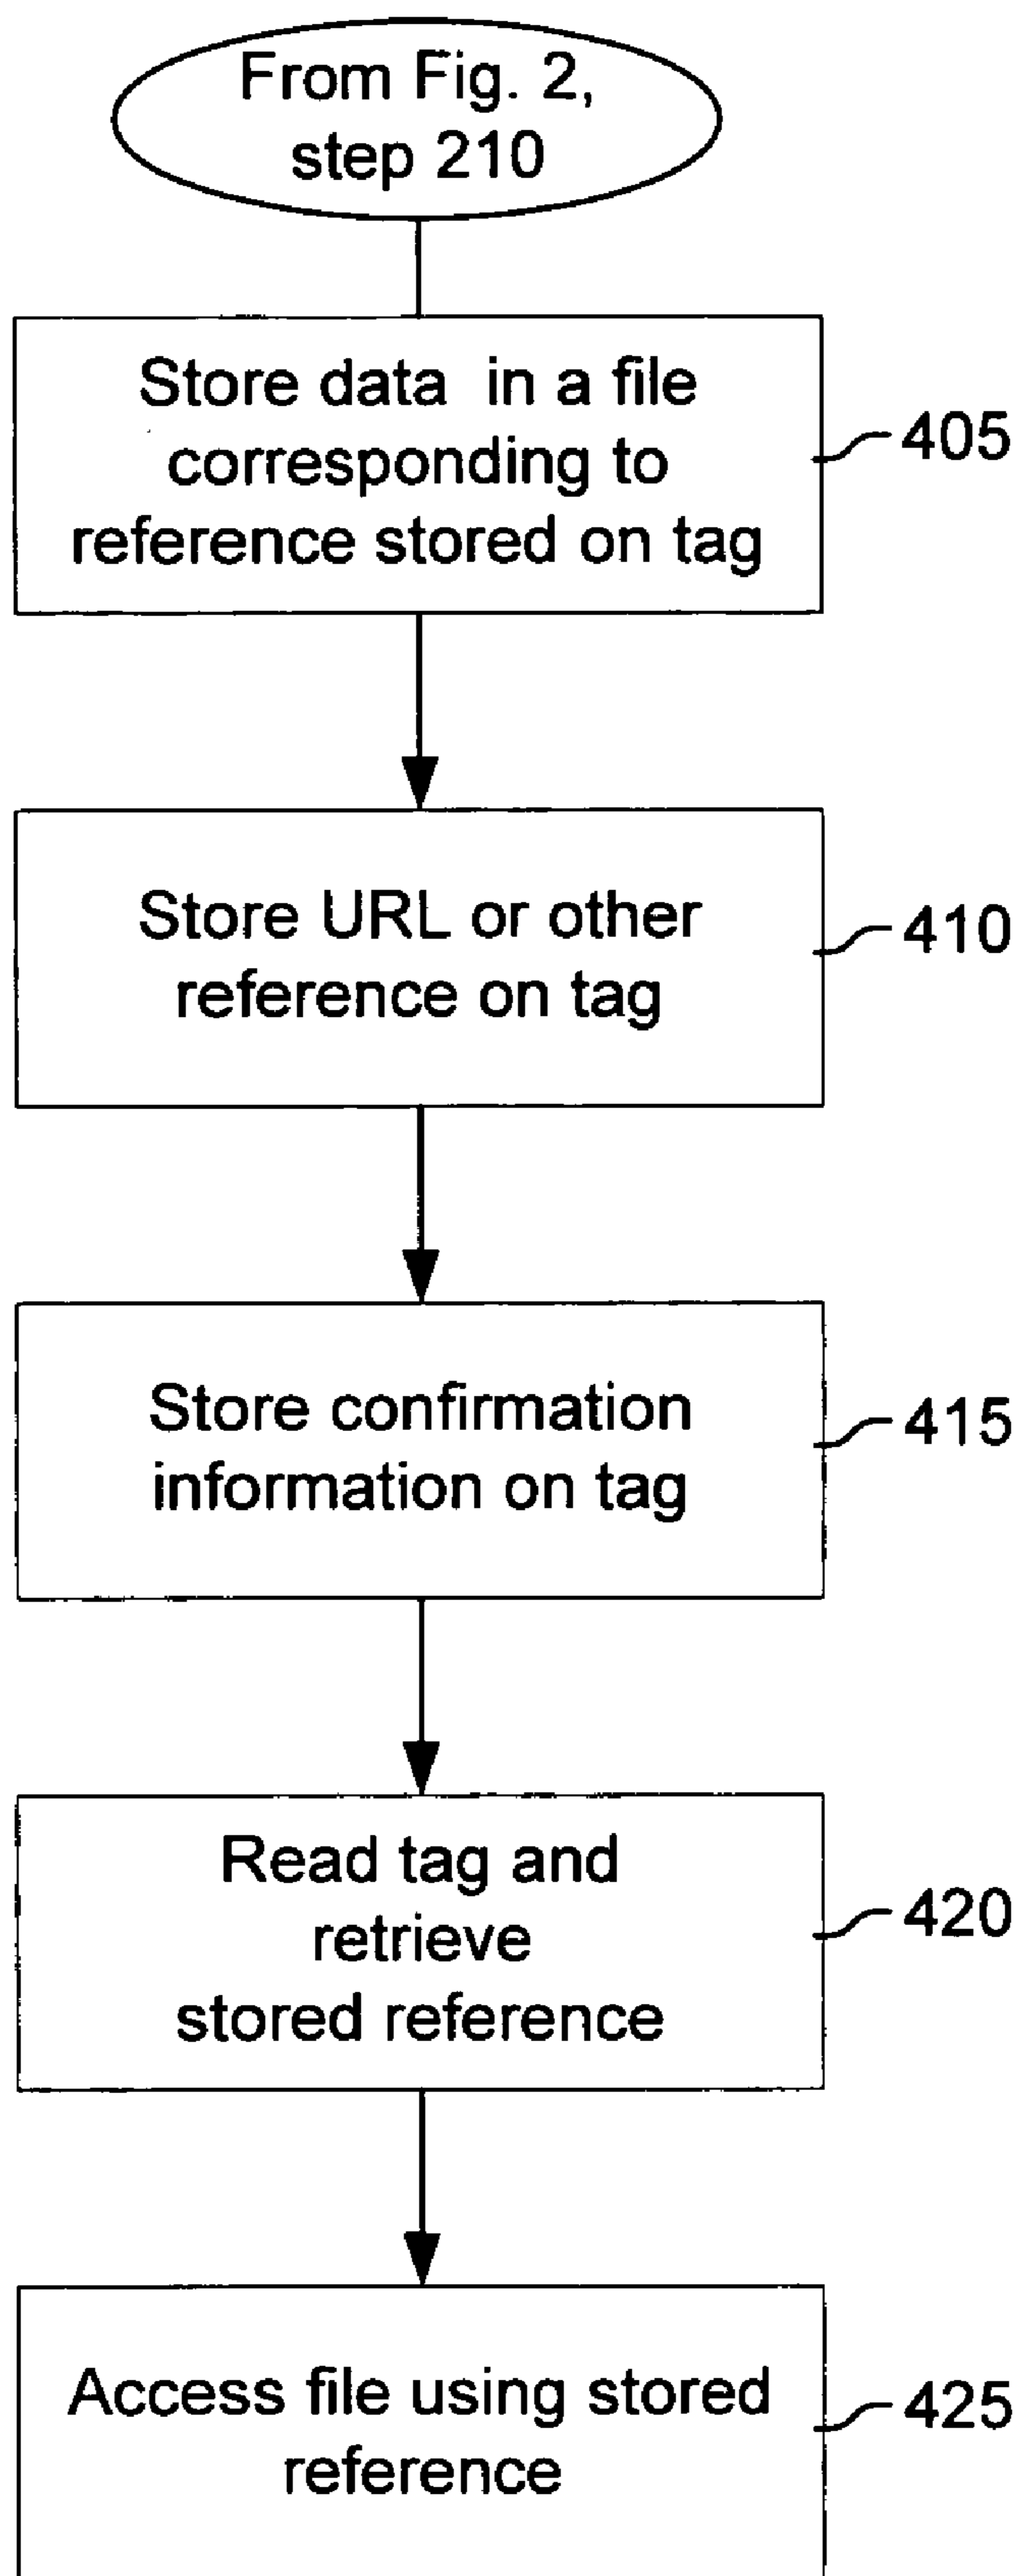 From Fig. 2,
step 210
Store data in a file
corresponding to
reference stored on tag
405
Store URL or other
reference on tag
410
Store confirmation
information on tag
415
Read tag and
retrieve
stored reference
420
Access file using stored
reference
425